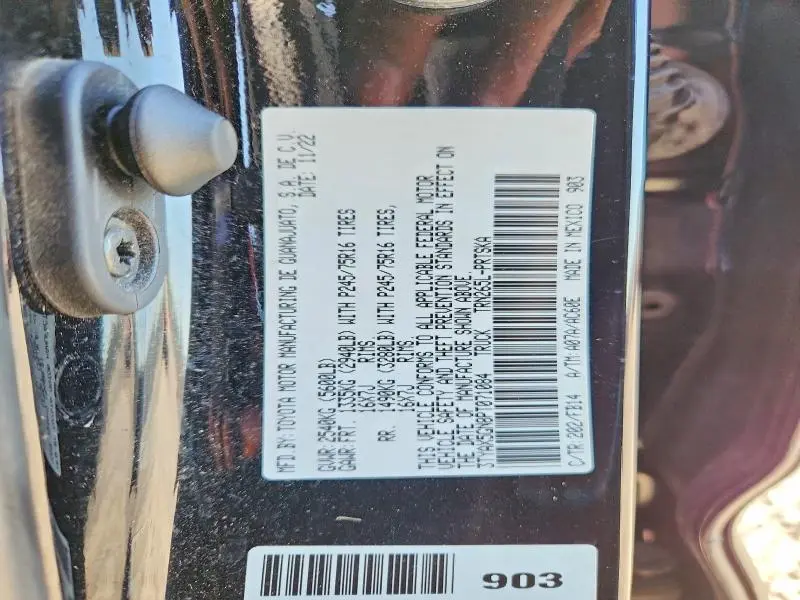 MFD.BY: TOYOTA MOTOR MANUFACTURING DE GUANAJUATO, S.A. DE C.V.
DATE: 11/22
GVWR: 2540KG (5600LB)
GAWR: FRT. 1335KG (2940LB) WITH P245/75R16 TIRES
16X7J RIMS
RR. 1490KG (3280LB) WITH P245/75R16 TIRES,
16X7J RIMS
THIS VEHICLE CONFORMS TO ALL APPLICABLE FEDERAL MOTOR
VEHICLE SAFETY AND THEFT PREVENTION STANDARDS IN EFFECT ON
THE DATE OF MANUFACTURE SHOWN ABOVE.
TRUCK TRN265L-PRTSKA
C/TR: 202/FB14 A/TM: A07A/AC60E MADE IN MEXICO 903
903